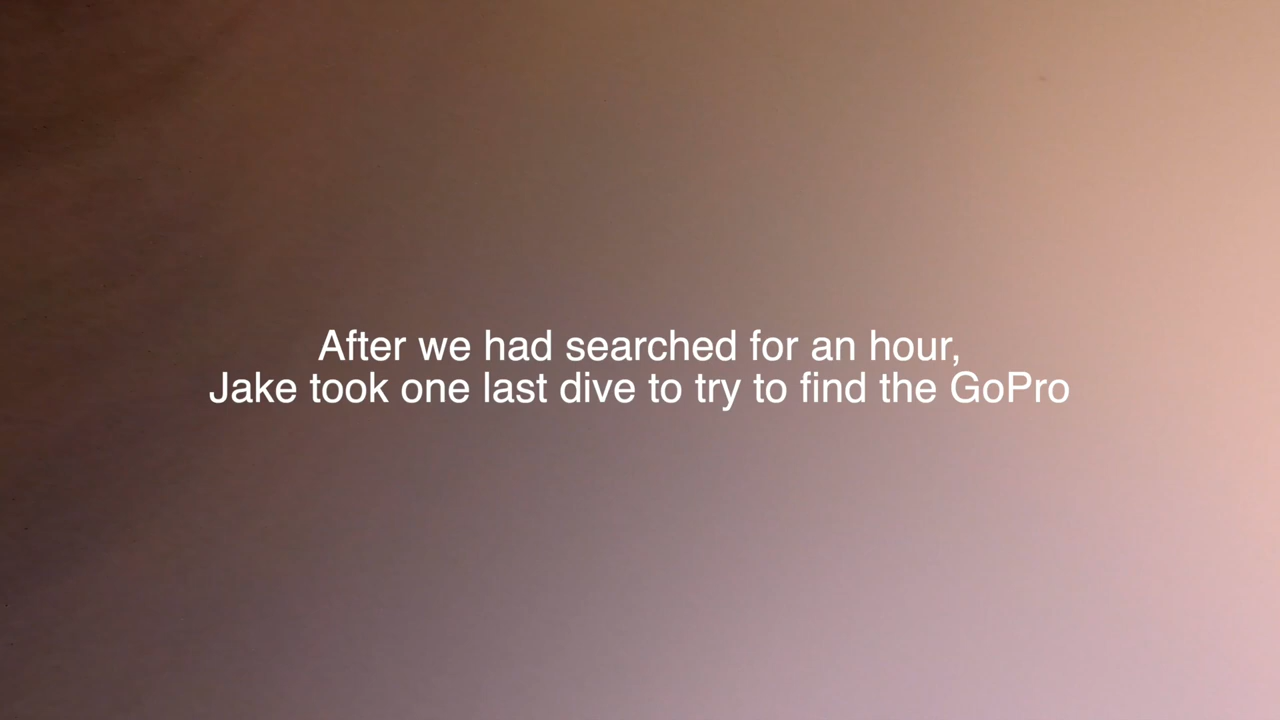 After we had searched for an hour,
Jake took one last dive to try to find the GoPro